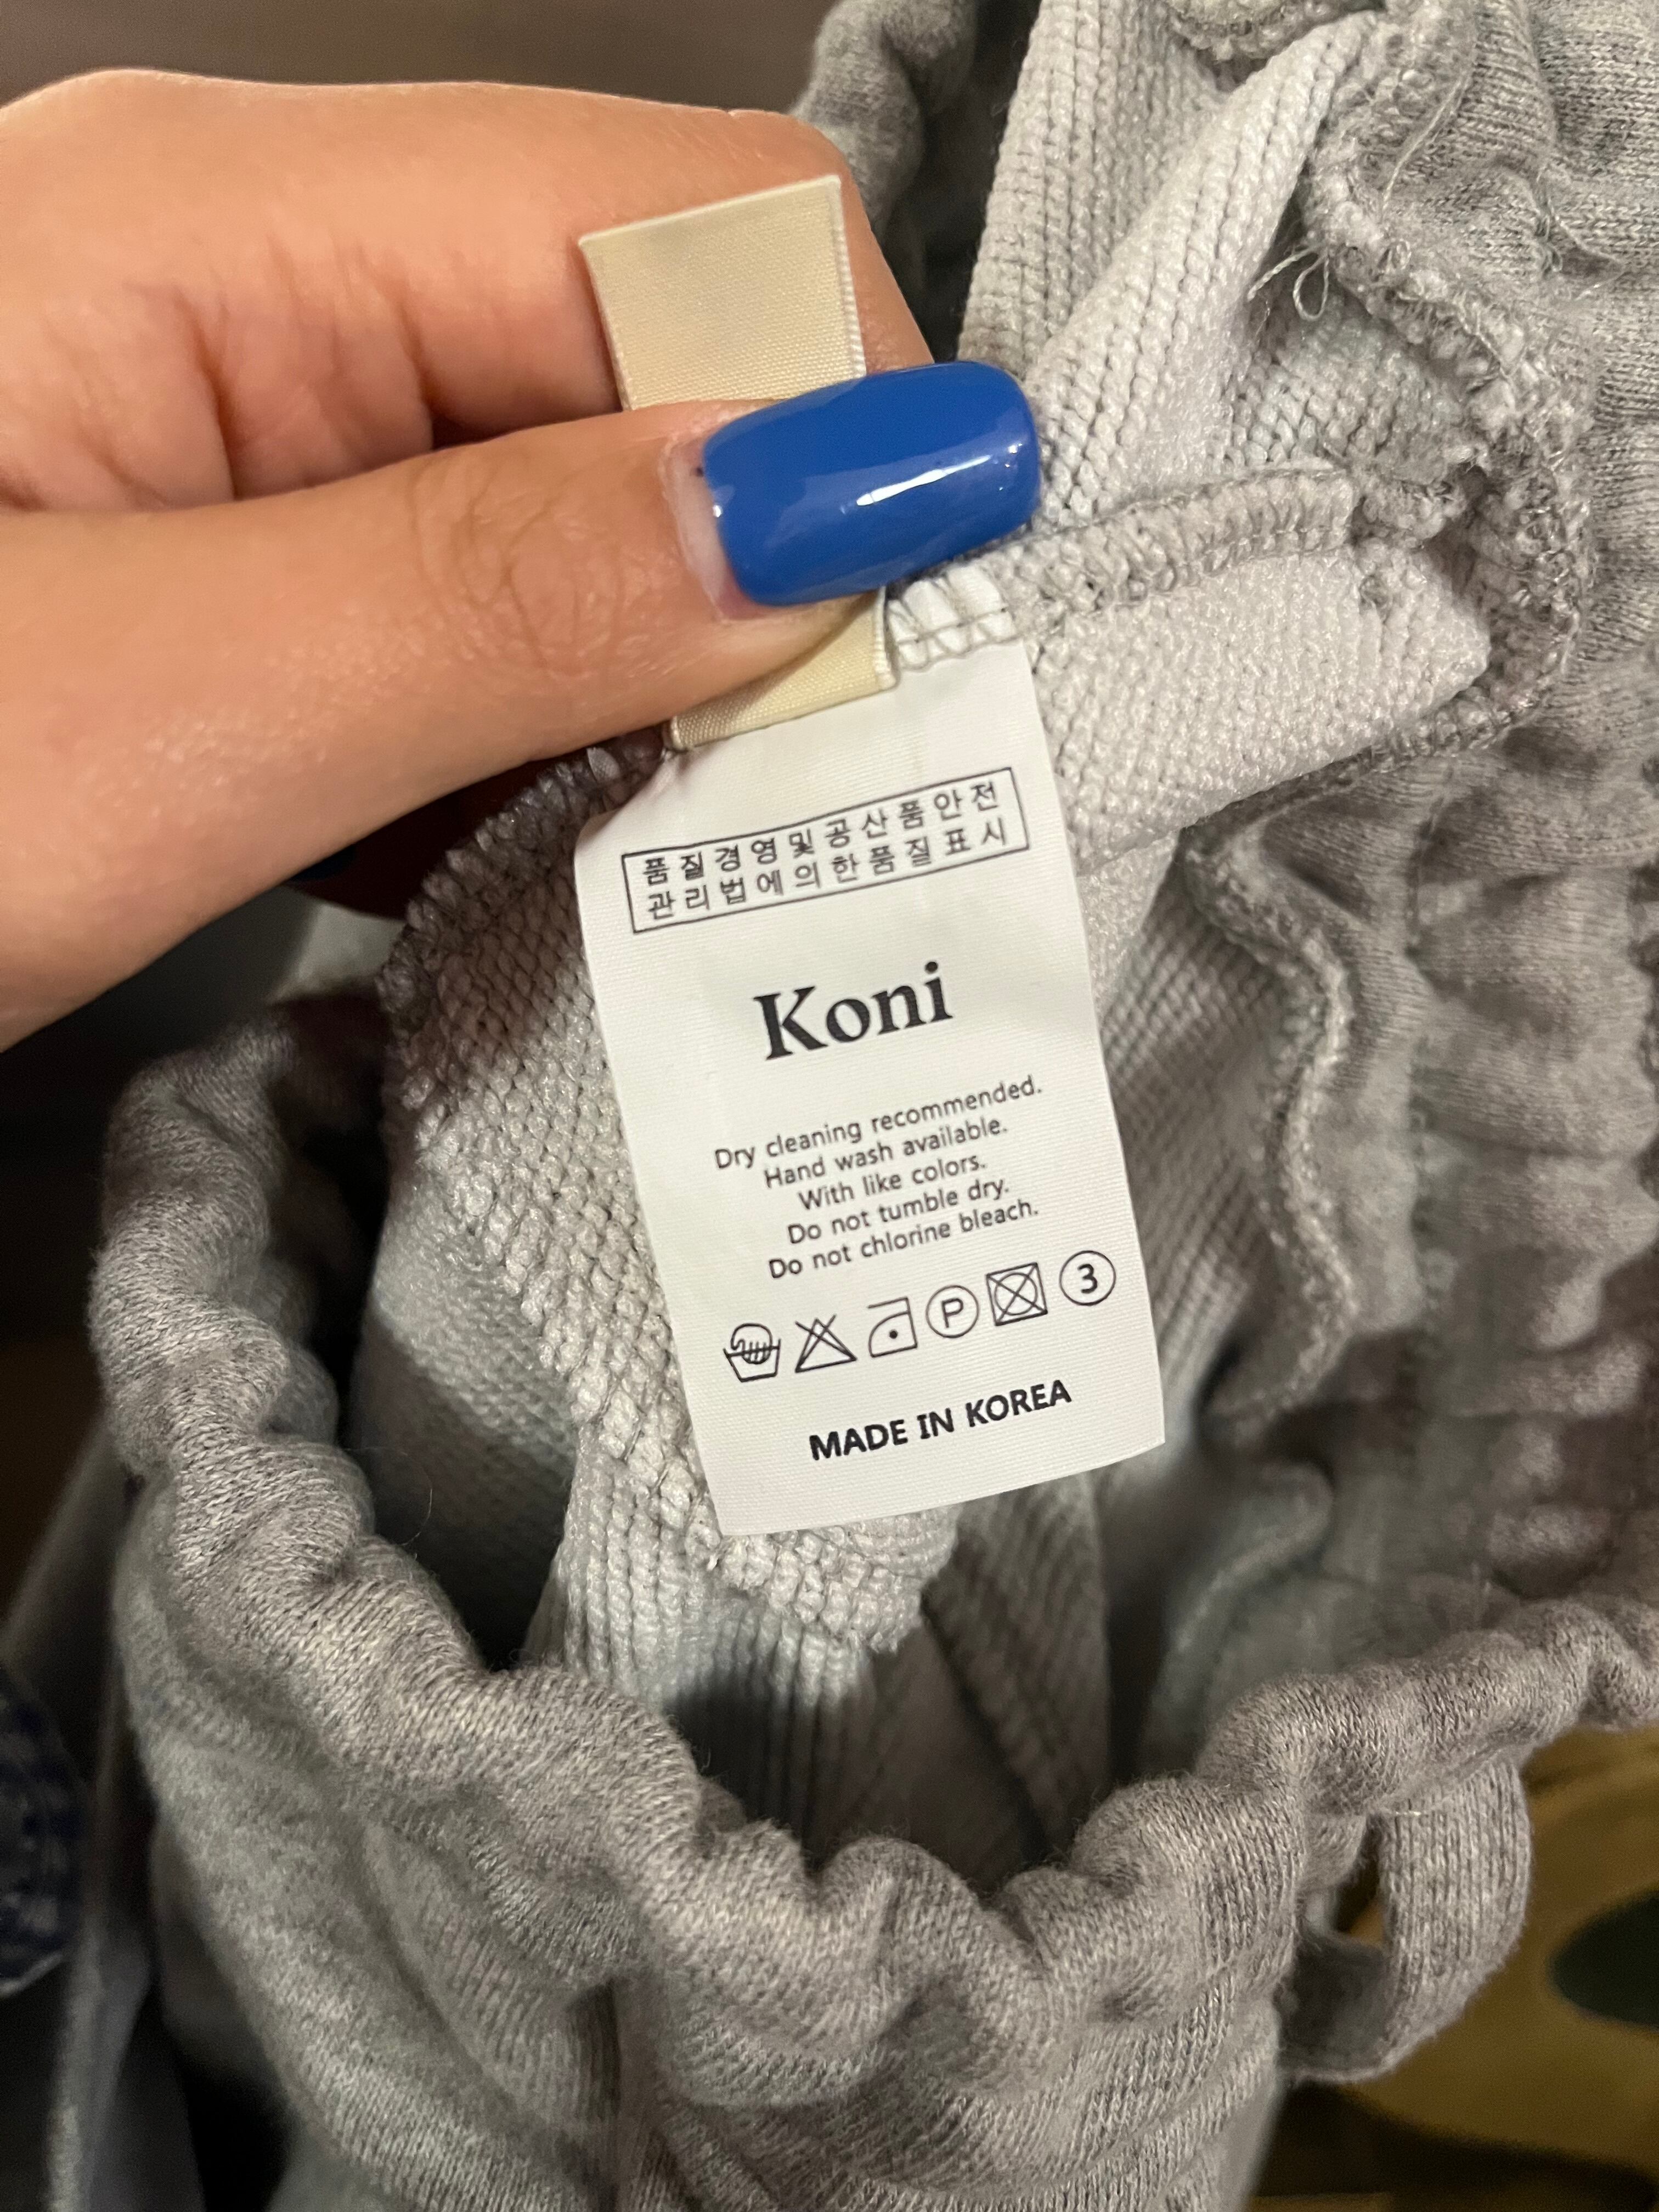 품질경영및공산품안전
관리법에의한품질표시
Koni
Dry cleaning recommended.
Hand wash available.
With like colors.
Do not tumble dry.
Do not chlorine bleach.
P 3
MADE IN KOREA